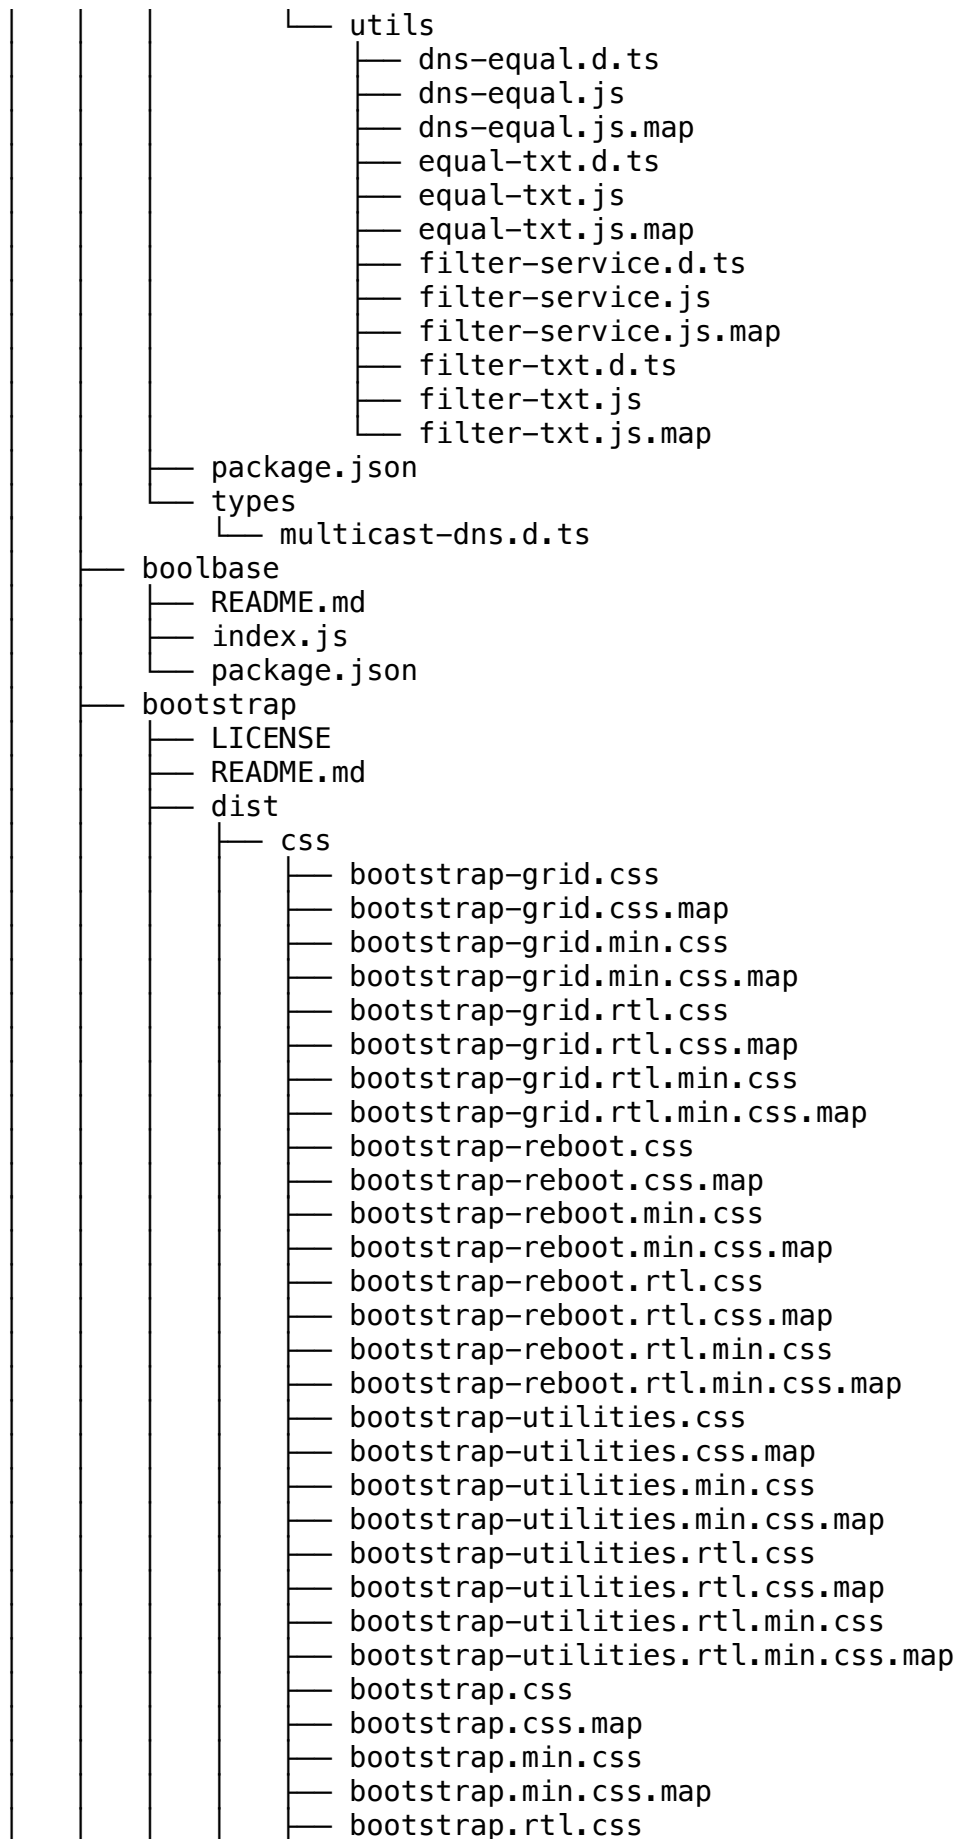 │   │   │       └── utils
│   │   │           ├── dns-equal.d.ts
│   │   │           ├── dns-equal.js
│   │   │           ├── dns-equal.js.map
│   │   │           ├── equal-txt.d.ts
│   │   │           ├── equal-txt.js
│   │   │           ├── equal-txt.js.map
│   │   │           ├── filter-service.d.ts
│   │   │           ├── filter-service.js
│   │   │           ├── filter-service.js.map
│   │   │           ├── filter-txt.d.ts
│   │   │           ├── filter-txt.js
│   │   │           └── filter-txt.js.map
│   │   ├── package.json
│   │   └── types
│   │       └── multicast-dns.d.ts
│   ├── boolbase
│   │   ├── README.md
│   │   ├── index.js
│   │   └── package.json
│   ├── bootstrap
│   │   ├── LICENSE
│   │   ├── README.md
│   │   ├── dist
│   │   │   ├── css
│   │   │   │   ├── bootstrap-grid.css
│   │   │   │   ├── bootstrap-grid.css.map
│   │   │   │   ├── bootstrap-grid.min.css
│   │   │   │   ├── bootstrap-grid.min.css.map
│   │   │   │   ├── bootstrap-grid.rtl.css
│   │   │   │   ├── bootstrap-grid.rtl.css.map
│   │   │   │   ├── bootstrap-grid.rtl.min.css
│   │   │   │   ├── bootstrap-grid.rtl.min.css.map
│   │   │   │   ├── bootstrap-reboot.css
│   │   │   │   ├── bootstrap-reboot.css.map
│   │   │   │   ├── bootstrap-reboot.min.css
│   │   │   │   ├── bootstrap-reboot.min.css.map
│   │   │   │   ├── bootstrap-reboot.rtl.css
│   │   │   │   ├── bootstrap-reboot.rtl.css.map
│   │   │   │   ├── bootstrap-reboot.rtl.min.css
│   │   │   │   ├── bootstrap-reboot.rtl.min.css.map
│   │   │   │   ├── bootstrap-utilities.css
│   │   │   │   ├── bootstrap-utilities.css.map
│   │   │   │   ├── bootstrap-utilities.min.css
│   │   │   │   ├── bootstrap-utilities.min.css.map
│   │   │   │   ├── bootstrap-utilities.rtl.css
│   │   │   │   ├── bootstrap-utilities.rtl.css.map
│   │   │   │   ├── bootstrap-utilities.rtl.min.css
│   │   │   │   ├── bootstrap-utilities.rtl.min.css.map
│   │   │   │   ├── bootstrap.css
│   │   │   │   ├── bootstrap.css.map
│   │   │   │   ├── bootstrap.min.css
│   │   │   │   ├── bootstrap.min.css.map
│   │   │   │   ├── bootstrap.rtl.css